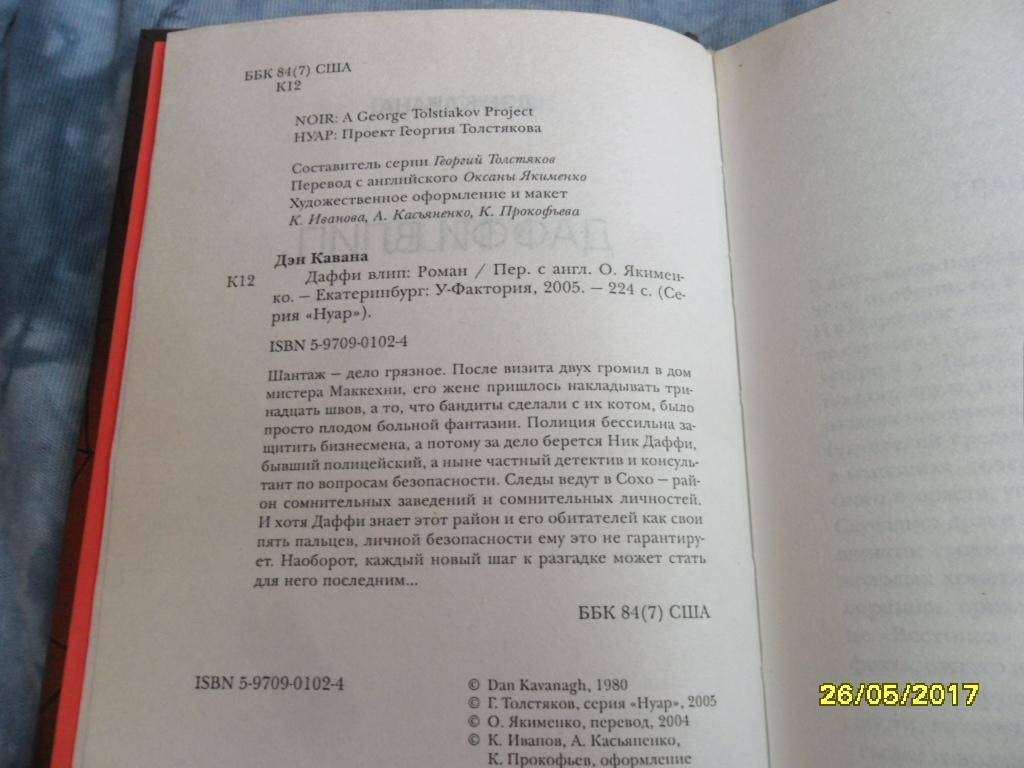 ББК 84(7) США
К12
NOIR: A George Tolstiakov Project
НУАР: Проект Георгия Толстякова
Составитель серии Георгий Толстяков
Перевод с английского Оксаны Якименко
Художественное оформление и макет
К. Иванова, А. Касьяненко, К. Прокофьева
ДАФФИ ВЛИП
Дэн Кавана
К12
Даффи влип: Роман / Пер. с англ. О. Якимен-
ко. – Екатеринбург: У-Фактория, 2005. – 224 с. (Се-
рия «Нуар»).
ISBN 5-9709-0102-4
Шантаж – дело грязное. После визита двух громил в дом
мистера Маккехни, его жене пришлось накладывать три-
надцать швов, а то, что бандиты сделали с их котом, было
просто плодом больной фантазии. Полиция бессильна за-
щитить бизнесмена, а потому за дело берется Ник Даффи,
бывший полицейский, а ныне частный детектив и консуль-
тант по вопросам безопасности. Следы ведут в Сохо – рай-
он сомнительных заведений и сомнительных личностей.
И хотя Даффи знает этот район и его обитателей как свои
пять пальцев, личной безопасности ему это не гарантиру-
ет. Наоборот, каждый новый шаг к разгадке может стать
для него последним...
ББК 84(7) США
ISBN 5-9709-0102-4
© Dan Kavanagh, 1980
© Г. Толстяков, серия «Нуар», 2005
© О. Якименко, перевод, 2004
© К. Иванов, А. Касьяненко,
К. Прокофьев, оформление
26/05/2017